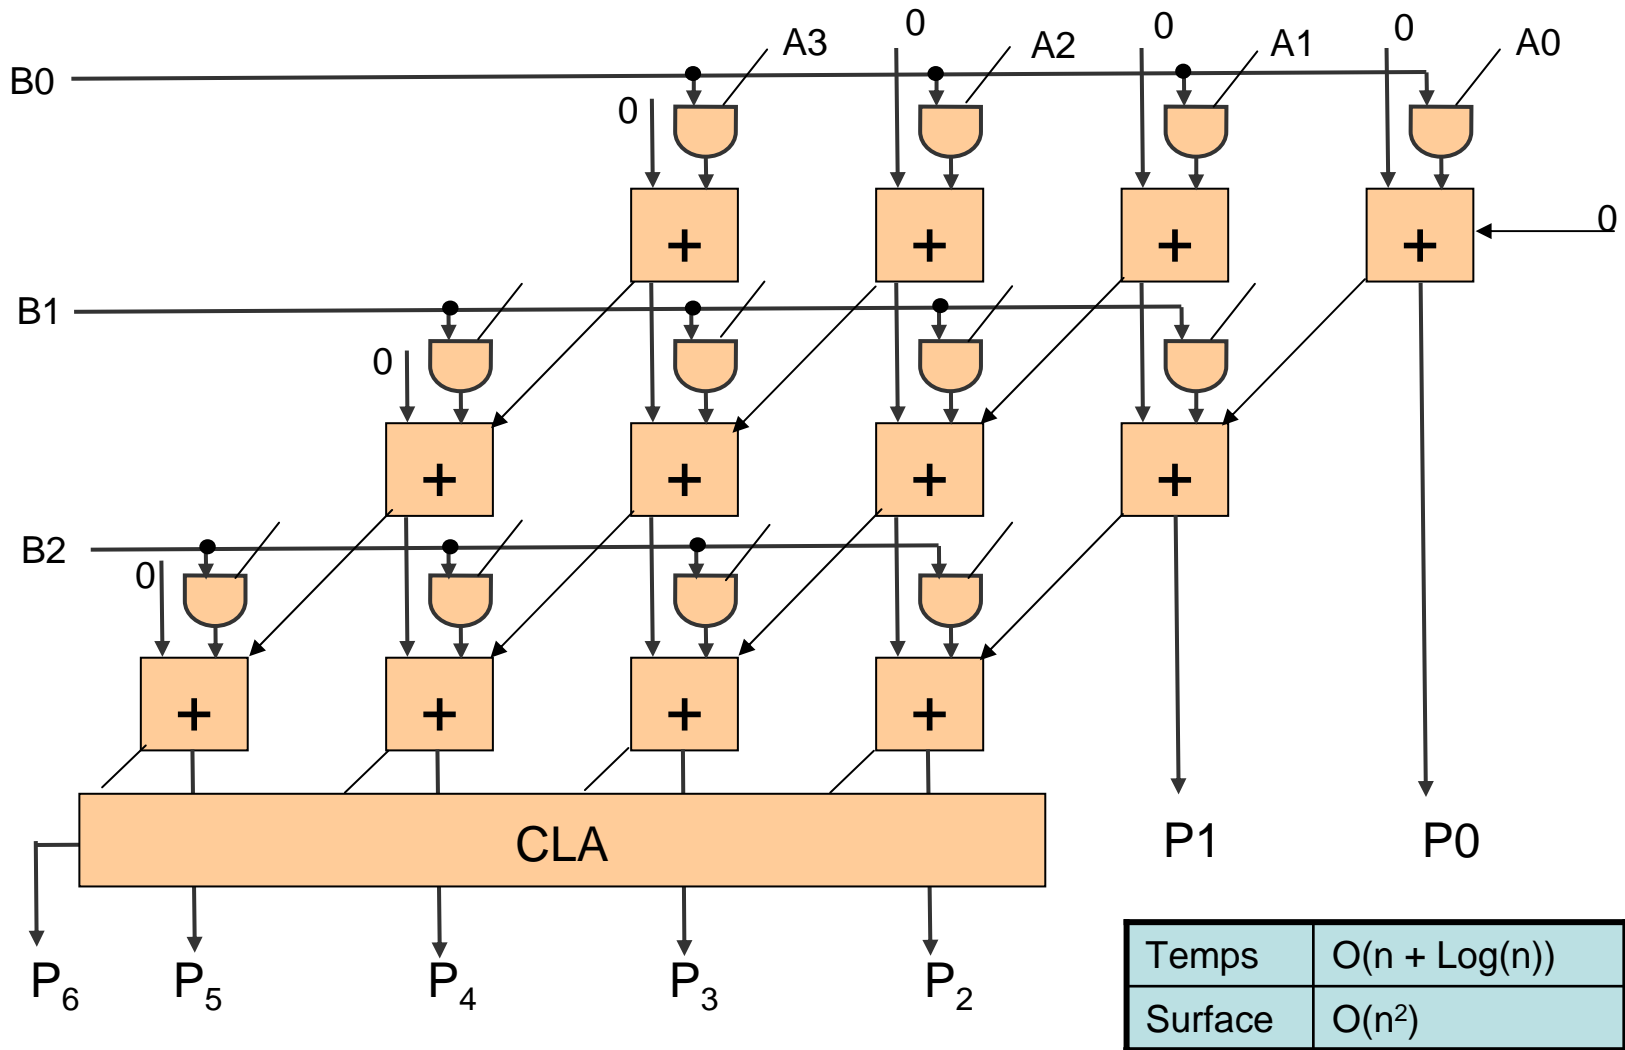 0 0 0
A3 A2 A1 A0
B0
0
+ + + + 0
B1
0
+ + + +
B2
0
+ + + +
CLA
P1 P0
P₆ P₅ P₄ P₃ P₂
Temps O(n + Log(n))
Surface O(n²)